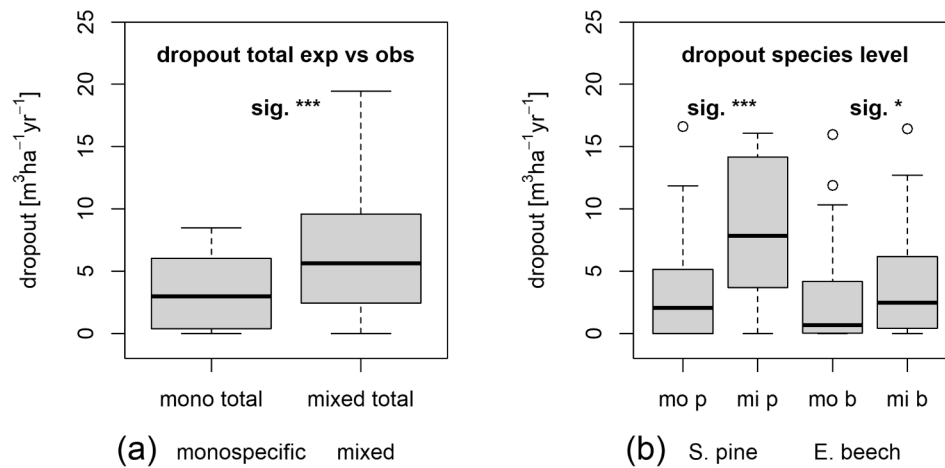 dropout total exp vs obs
sig. ***
dropout [m³ha⁻¹yr⁻¹]
25
20
15
10
5
0
mono total mixed total
(a) monospecific mixed
dropout species level
sig. *** sig. *
dropout [m³ha⁻¹yr⁻¹]
25
20
15
10
5
0
mo p mi p mo b mi b
(b) S. pine E. beech